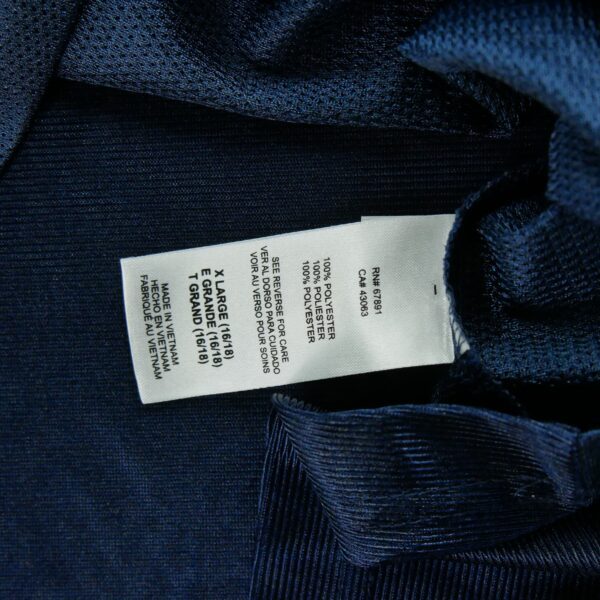 RN# 67891
CA# 43063
100% POLYESTER
100% POLIESTER
100% POLYESTER
SEE REVERSE FOR CARE
VER AL DORSO PARA CUIDADO
VOIR AU VERSO POUR SOINS
X LARGE (16/18)
E GRANDE (16/18)
T GRAND (16/18)
MADE IN VIETNAM
HECHO EN VIETNAM
FABRIQUÉ AU VIETNAM